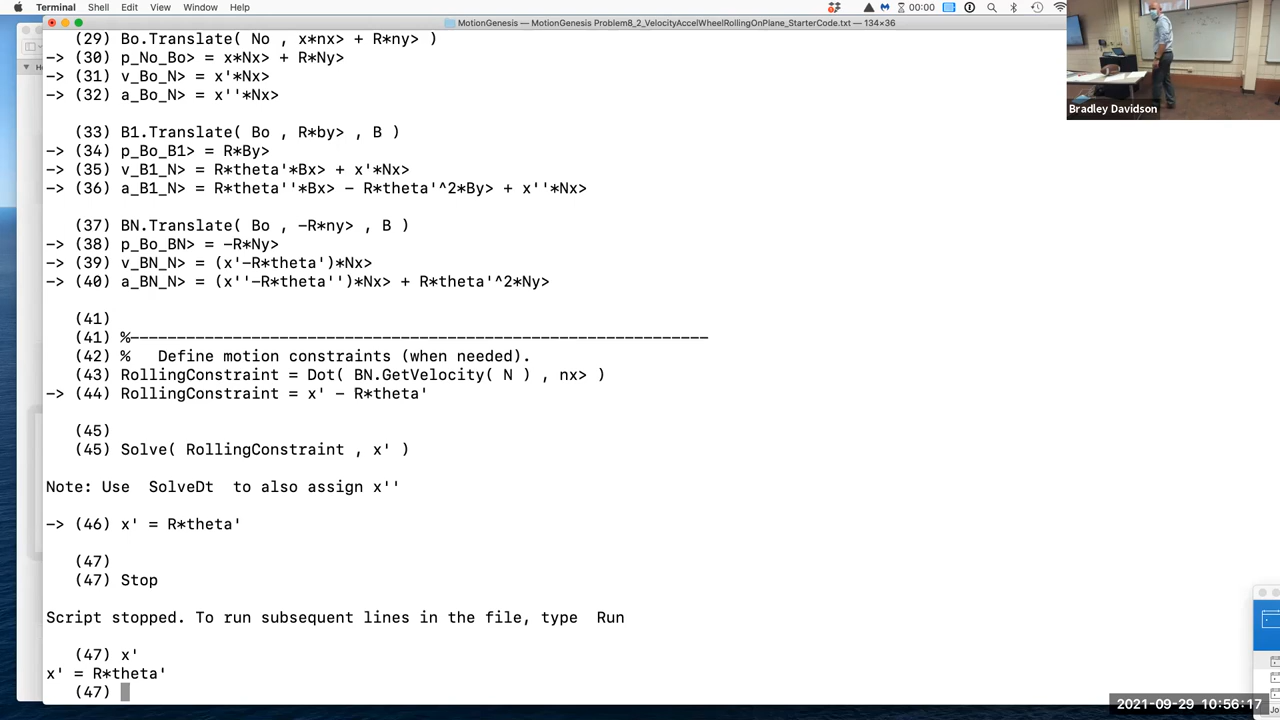 Terminal Shell Edit View Window Help 00:00
MotionGenesis — MotionGenesis Problem8_2_VelocityAccelWheelRollingOnPlane_StarterCode.txt — 134×36
(29) Bo.Translate( No , x*nx> + R*ny> )
-> (30) p_No_Bo> = x*Nx> + R*Ny>
-> (31) v_Bo_N> = x'*Nx>
-> (32) a_Bo_N> = x''*Nx>
(33) B1.Translate( Bo , R*by> , B )
-> (34) p_Bo_B1> = R*By>
-> (35) v_B1_N> = R*theta'*Bx> + x'*Nx>
-> (36) a_B1_N> = R*theta''*Bx> - R*theta'^2*By> + x''*Nx>
(37) BN.Translate( Bo , -R*ny> , B )
-> (38) p_Bo_BN> = -R*Ny>
-> (39) v_BN_N> = (x'-R*theta')*Nx>
-> (40) a_BN_N> = (x''-R*theta'')*Nx> + R*theta'^2*Ny>
(41)
(41) %--------------------------------------------------------------
(42) % Define motion constraints (when needed).
(43) RollingConstraint = Dot( BN.GetVelocity( N ) , nx> )
-> (44) RollingConstraint = x' - R*theta'
(45)
(45) Solve( RollingConstraint , x' )
Note: Use SolveDt to also assign x''
-> (46) x' = R*theta'
(47)
(47) Stop
Script stopped. To run subsequent lines in the file, type Run
(47) x'
x' = R*theta'
(47)
Bradley Davidson
2021-09-29 10:56:17